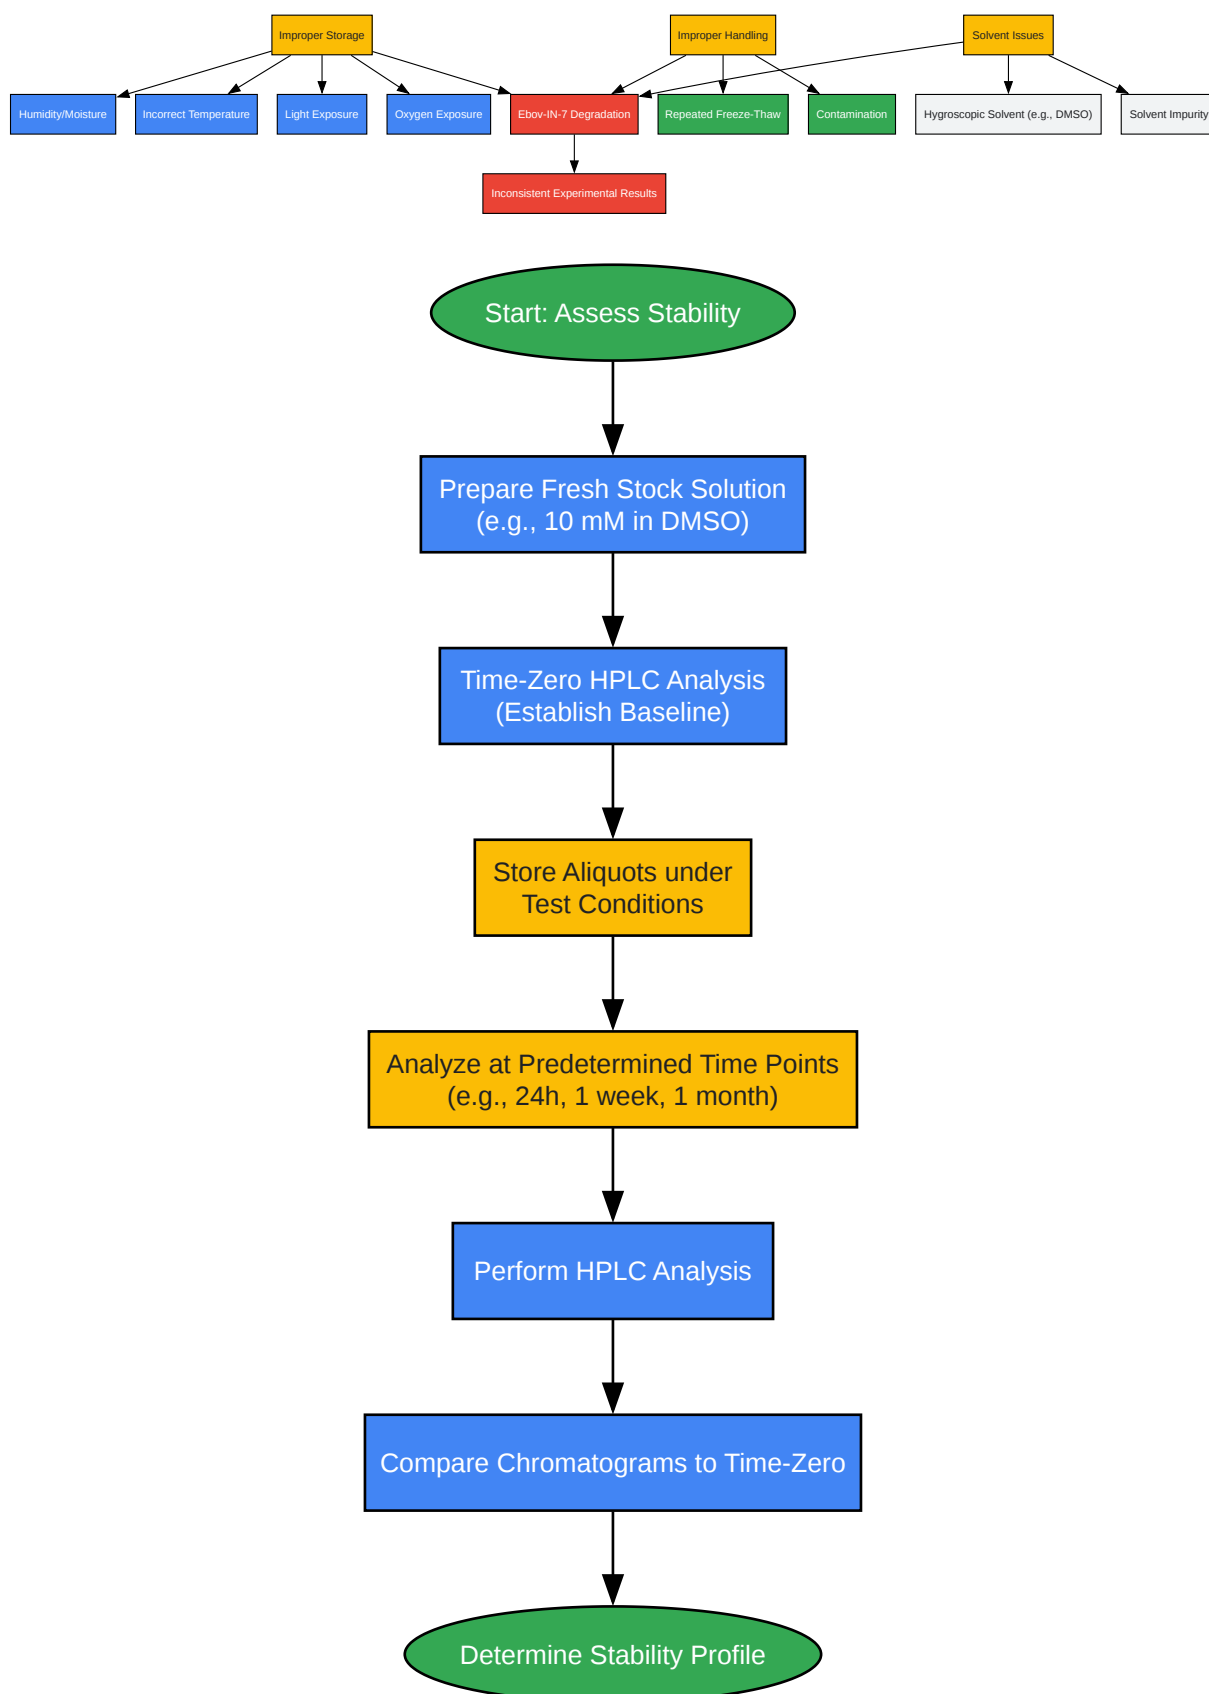 Improper Storage
Improper Handling
Solvent Issues
Humidity/Moisture
Incorrect Temperature
Light Exposure
Oxygen Exposure
Ebov-IN-7 Degradation
Repeated Freeze-Thaw
Contamination
Hygroscopic Solvent (e.g., DMSO)
Solvent Impurity
Inconsistent Experimental Results
Start: Assess Stability
Prepare Fresh Stock Solution
(e.g., 10 mM in DMSO)
Time-Zero HPLC Analysis
(Establish Baseline)
Store Aliquots under
Test Conditions
Analyze at Predetermined Time Points
(e.g., 24h, 1 week, 1 month)
Perform HPLC Analysis
Compare Chromatograms to Time-Zero
Determine Stability Profile